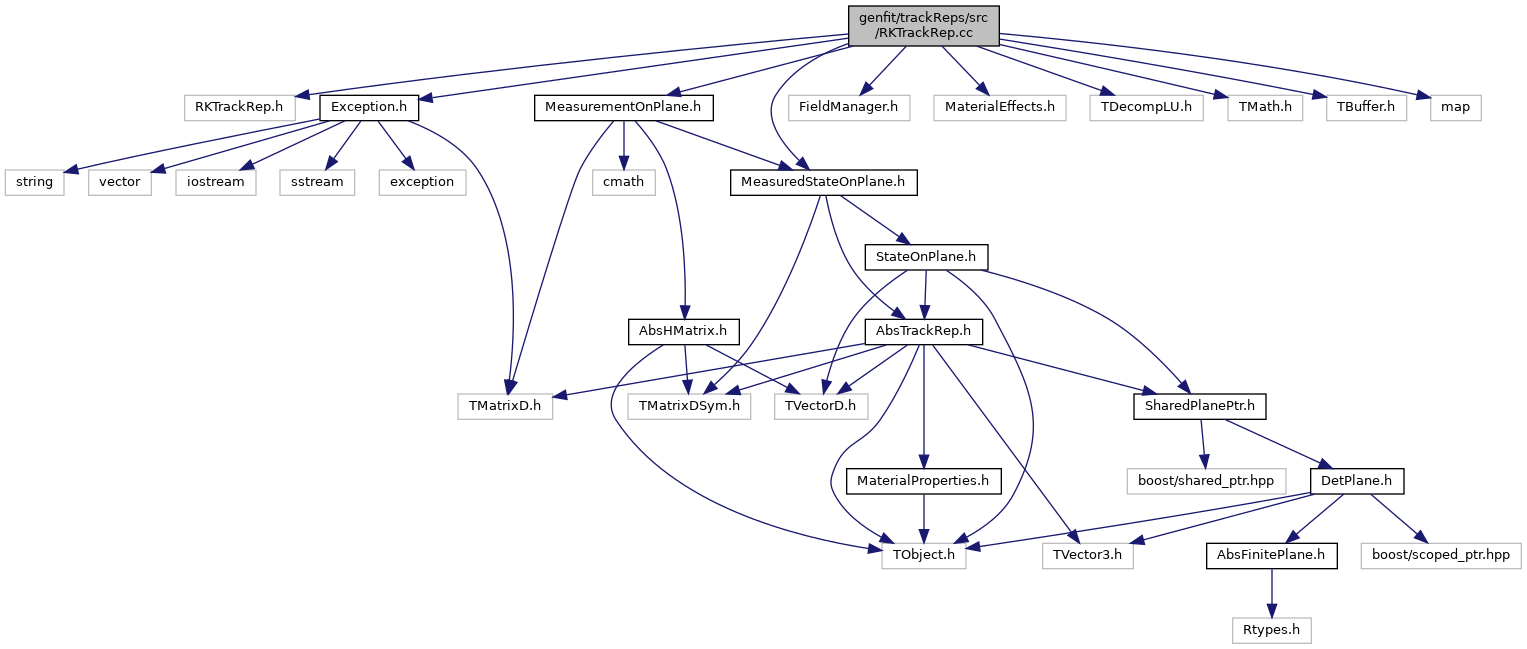 genfit/trackReps/src
/RKTrackRep.cc
RKTrackRep.h
Exception.h
MeasurementOnPlane.h
FieldManager.h
MaterialEffects.h
TDecompLU.h
TMath.h
TBuffer.h
map
string
vector
iostream
sstream
exception
cmath
MeasuredStateOnPlane.h
StateOnPlane.h
AbsHMatrix.h
AbsTrackRep.h
TMatrixD.h
TMatrixDSym.h
TVectorD.h
SharedPlanePtr.h
MaterialProperties.h
boost/shared_ptr.hpp
DetPlane.h
TObject.h
TVector3.h
AbsFinitePlane.h
boost/scoped_ptr.hpp
Rtypes.h